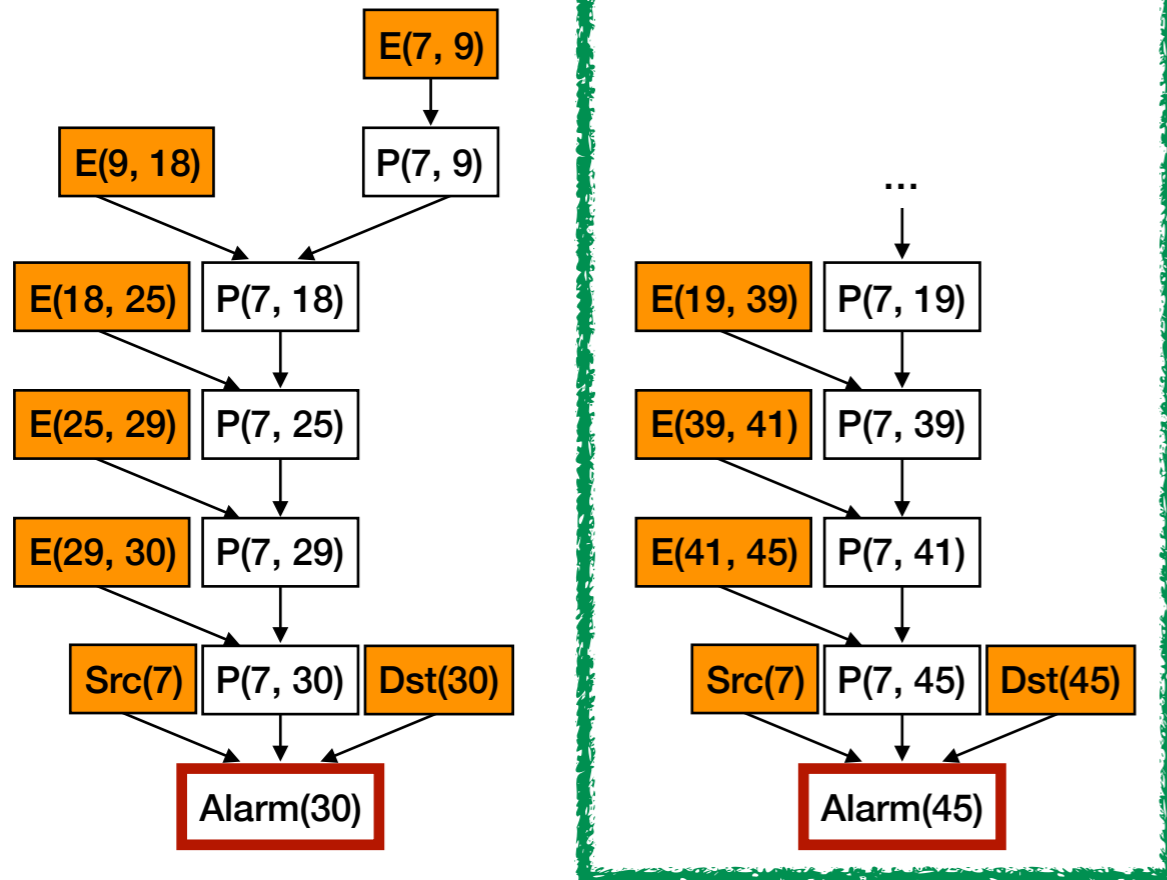 E(7, 9)
E(9, 18)
P(7, 9)
E(18, 25)
P(7, 18)
E(25, 29)
P(7, 25)
E(29, 30)
P(7, 29)
Src(7)
P(7, 30)
Dst(30)
Alarm(30)
...
E(19, 39)
P(7, 19)
E(39, 41)
P(7, 39)
E(41, 45)
P(7, 41)
Src(7)
P(7, 45)
Dst(45)
Alarm(45)